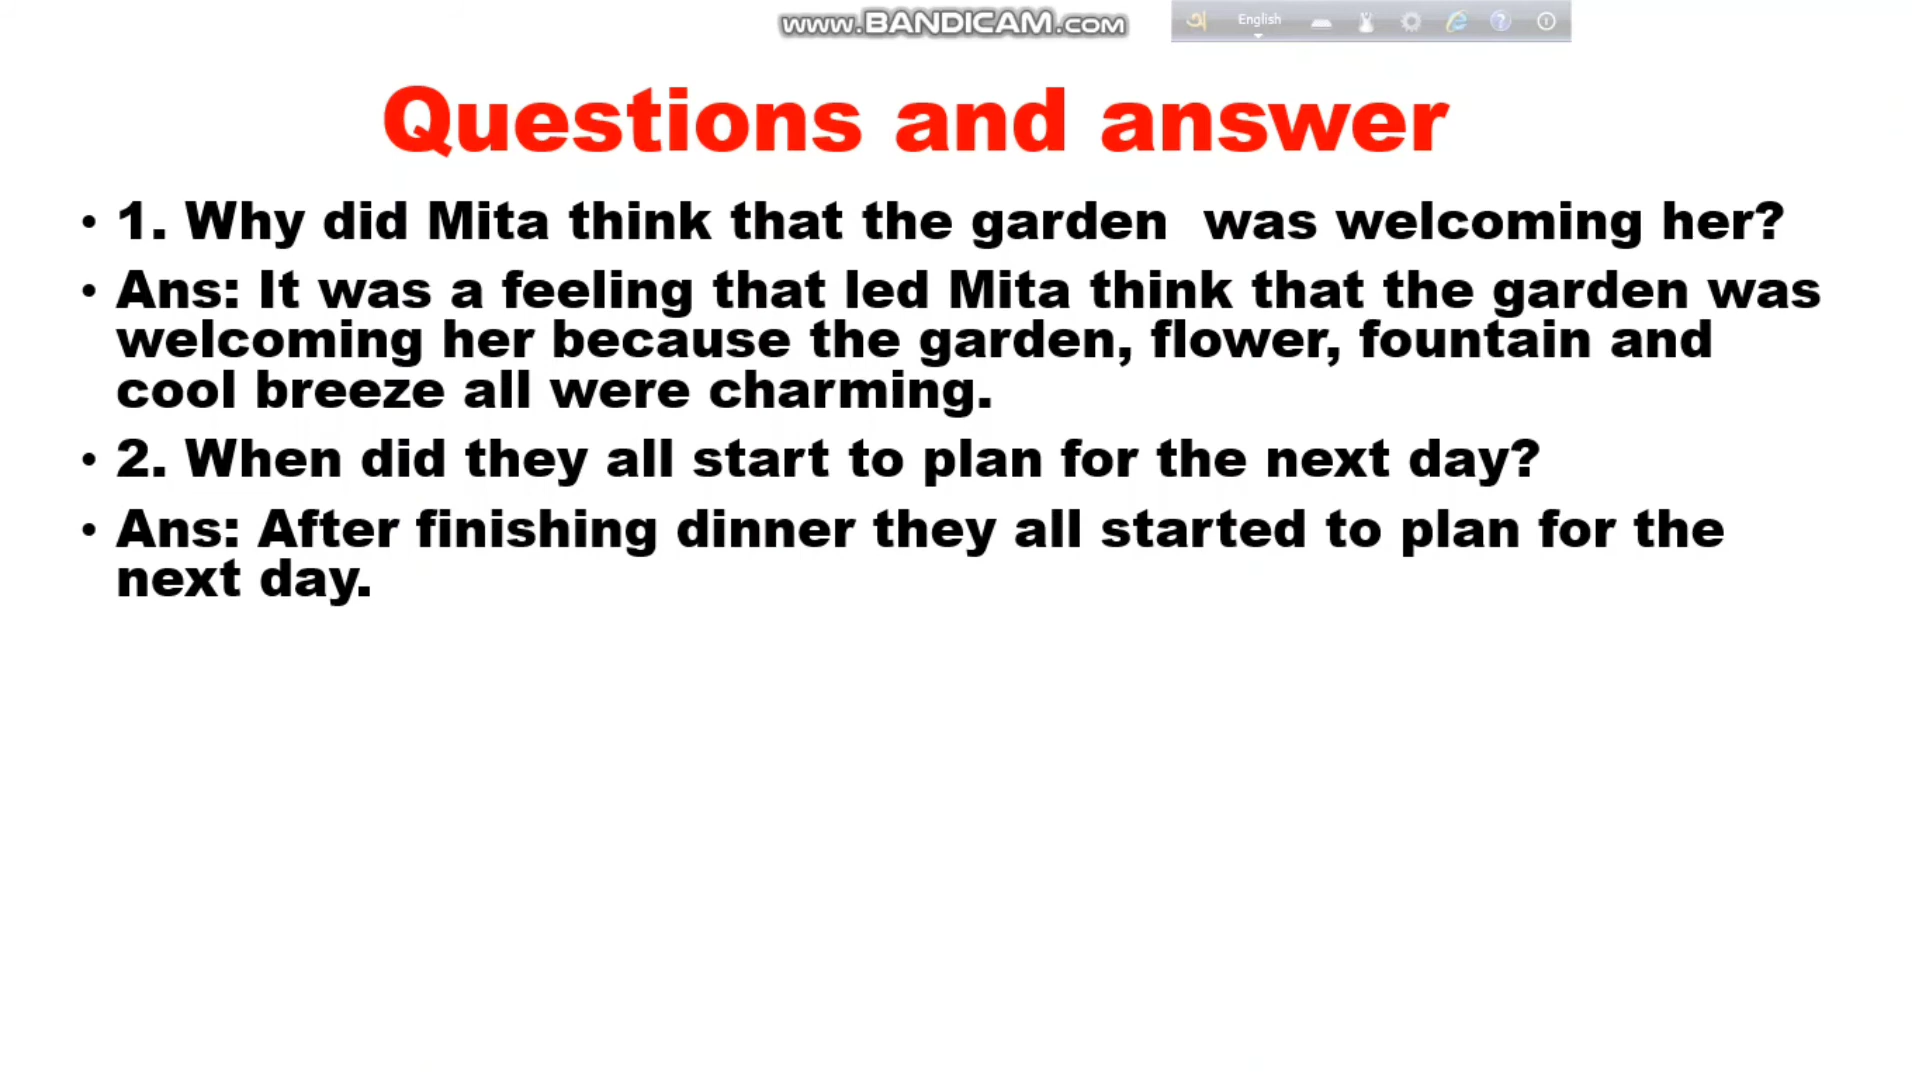 www.BANDICAM.com
অ English
Questions and answer
• 1. Why did Mita think that the garden  was welcoming her?
• Ans: It was a feeling that led Mita think that the garden was
welcoming her because the garden, flower, fountain and
cool breeze all were charming.
• 2. When did they all start to plan for the next day?
• Ans: After finishing dinner they all started to plan for the
next day.